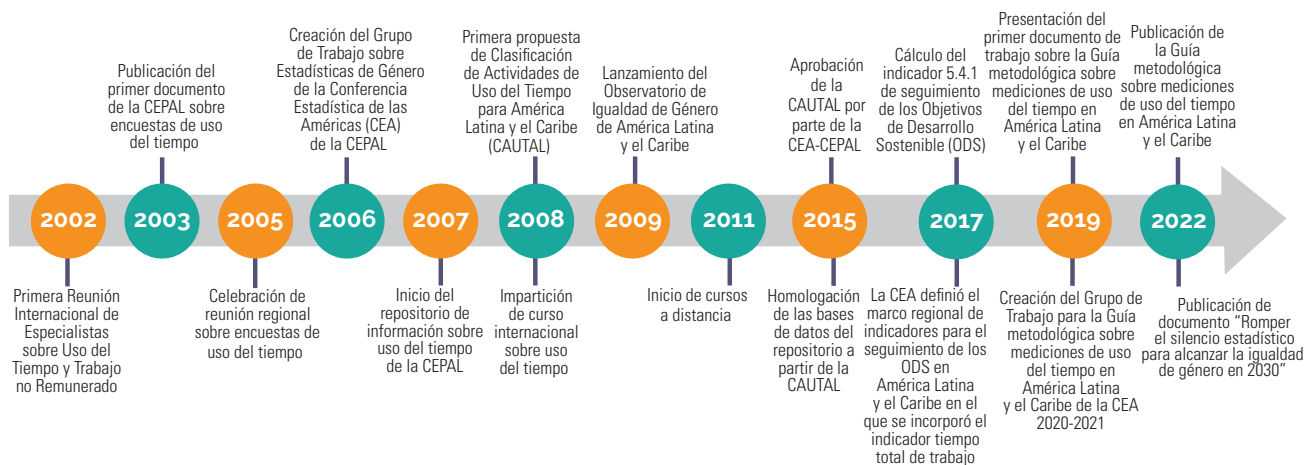 Publicación del
primer documento
de la CEPAL sobre
encuestas de uso
del tiempo
Creación del Grupo
de Trabajo sobre
Estadísticas de Género
de la Conferencia
Estadística de las
Américas (CEA)
de la CEPAL
Primera propuesta
de Clasificación
de Actividades de
Uso del Tiempo
para América
Latina y el Caribe
(CAUTAL)
Lanzamiento del
Observatorio de
Igualdad de Género
de América Latina
y el Caribe
Aprobación
de la
CAUTAL por
parte de la
CEA-CEPAL
Cálculo del
indicador 5.4.1
de seguimiento
de los Objetivos
de Desarrollo
Sostenible (ODS)
Presentación del
primer documento de
trabajo sobre la Guía
metodológica sobre
mediciones de uso
del tiempo en
América Latina
y el Caribe
Publicación de
la Guía
metodológica
sobre mediciones
de uso del tiempo
en América Latina
y el Caribe
2002
2003
2005
2006
2007
2008
2009
2011
2015
2017
2019
2022
Primera Reunión
Internacional de
Especialistas
sobre Uso del
Tiempo y Trabajo
no Remunerado
Celebración de
reunión regional
sobre encuestas de
uso del tiempo
Inicio del
repositorio de
información sobre
uso del tiempo
de la CEPAL
Impartición
de curso
internacional
sobre uso
del tiempo
Inicio de cursos
a distancia
Homologación
de las bases
de datos del
repositorio a
partir de la
CAUTAL
La CEA definió el
marco regional de
indicadores para el
seguimiento de los
ODS en
América Latina
y el Caribe en el
que se incorporó el
indicador tiempo
total de trabajo
Creación del Grupo de
Trabajo para la Guía
metodológica sobre
mediciones de uso
del tiempo en
América Latina
y el Caribe de la CEA
2020-2021
Publicación de
documento “Romper
el silencio estadístico
para alcanzar la igualdad
de género en 2030”